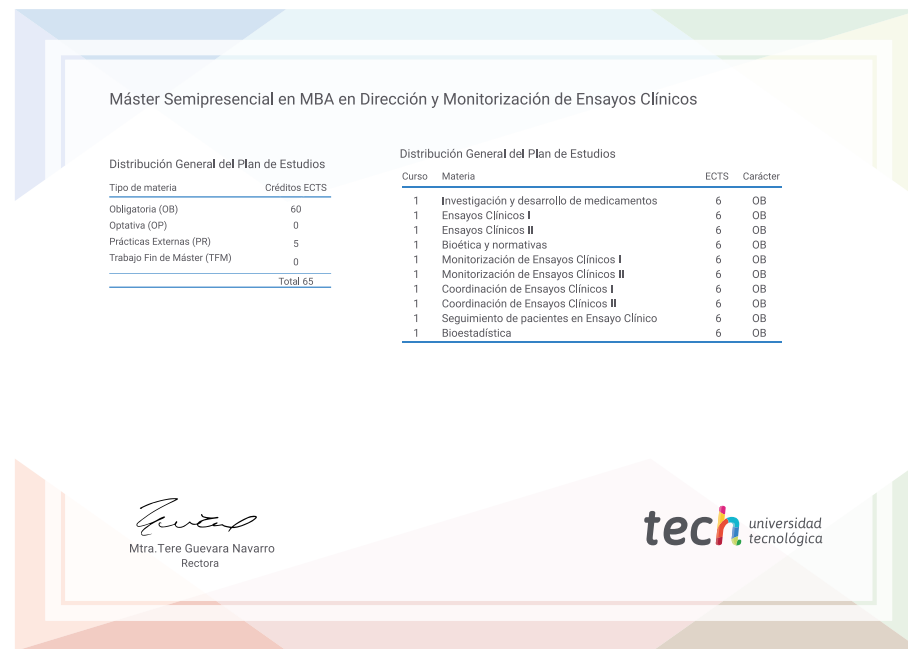 Máster Semipresencial en MBA en Dirección y Monitorización de Ensayos Clínicos
Distribución General del Plan de Estudios
Tipo de materia Créditos ECTS
Obligatoria (OB) 60
Optativa (OP) 0
Prácticas Externas (PR) 5
Trabajo Fin de Máster (TFM) 0
Total 65
Distribución General del Plan de Estudios
Curso Materia ECTS Carácter
1 Investigación y desarrollo de medicamentos 6 OB
1 Ensayos Clínicos I 6 OB
1 Ensayos Clínicos II 6 OB
1 Bioética y normativas 6 OB
1 Monitorización de Ensayos Clínicos I 6 OB
1 Monitorización de Ensayos Clínicos II 6 OB
1 Coordinación de Ensayos Clínicos I 6 OB
1 Coordinación de Ensayos Clínicos II 6 OB
1 Seguimiento de pacientes en Ensayo Clínico 6 OB
1 Bioestadística 6 OB
Mtra.Tere Guevara Navarro
Rectora
tech universidad
tecnológica